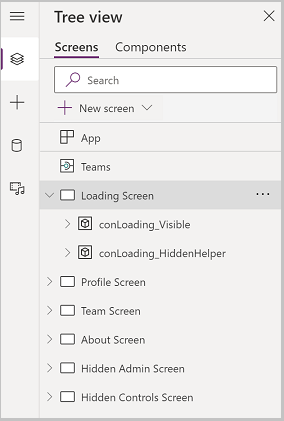 Tree view
Screens Components
Search
New screen
App
Teams
Loading Screen
conLoading_Visible
conLoading_HiddenHelper
Profile Screen
Team Screen
About Screen
Hidden Admin Screen
Hidden Controls Screen